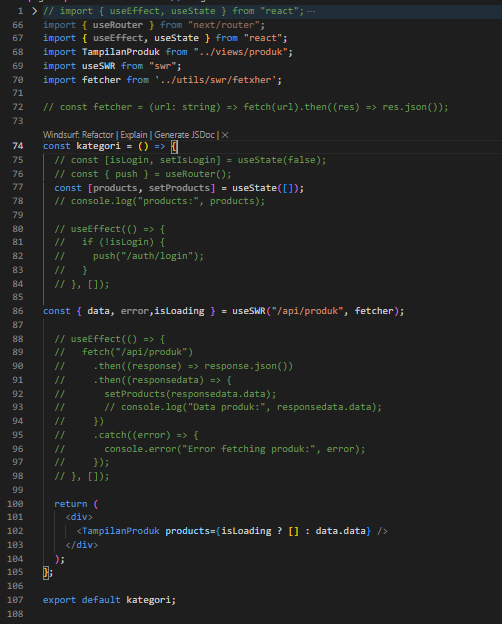 1 > // import { useEffect, useState } from "react"; ...
66 import { useRouter } from "next/router";
67 import { useEffect, useState } from "react";
68 import TampilanProduk from "../views/produk";
69 import useSWR from "swr";
70 import fetcher from '../utils/swr/fetxher';
71
72 // const fetcher = (url: string) => fetch(url).then((res) => res.json());
73
Windsurf: Refactor | Explain | Generate JSDoc | ×
74 const kategori = () => {
75 // const [isLogin, setIsLogin] = useState(false);
76 // const { push } = useRouter();
77 const [products, setProducts] = useState([]);
78 // console.log("products:", products);
79
80 // useEffect(() => {
81 //   if (!isLogin) {
82 //     push("/auth/login");
83 //   }
84 // }, []);
85
86 const { data, error,isLoading } = useSWR("/api/produk", fetcher);
87
88 // useEffect(() => {
89 //   fetch("/api/produk")
90 //     .then((response) => response.json())
91 //     .then((responsedata) => {
92 //       setProducts(responsedata.data);
93 //       // console.log("Data produk:", responsedata.data);
94 //     })
95 //     .catch((error) => {
96 //       console.error("Error fetching produk:", error);
97 //     });
98 // }, []);
99
100 return (
101 <div>
102 <TampilanProduk products={isLoading ? [] : data.data} />
103 </div>
104 );
105 };
106
107 export default kategori;
108